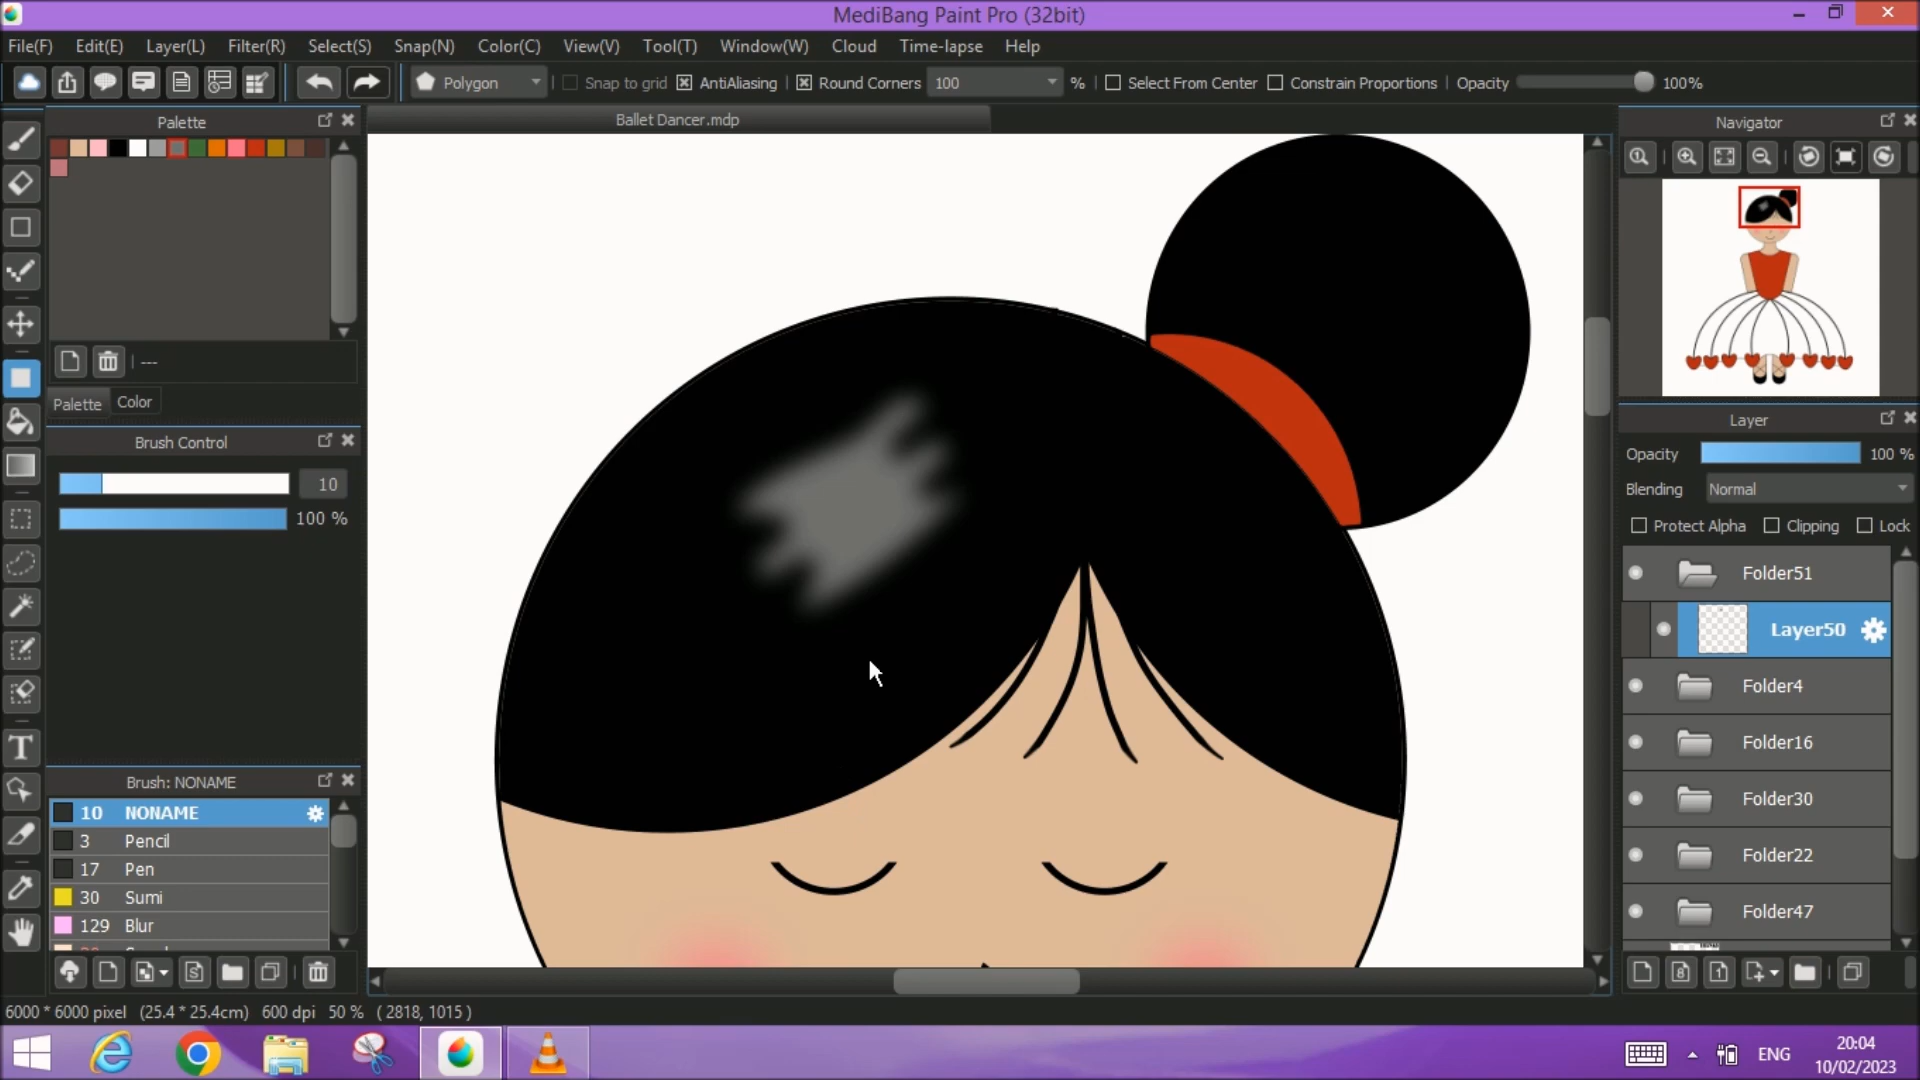 MediBang Paint Pro (32bit)
File(F) Edit(E) Layer(L) Filter(R) Select(S) Snap(N) Color(C) View(V) Tool(T) Window(W) Cloud Time-lapse Help
Polygon Snap to grid AntiAliasing Round Corners 100 % Select From Center Constrain Proportions Opacity 100%
Palette
Ballet Dancer.mdp
Navigator
---
Palette Color
Brush Control
10
100 %
Brush: NONAME
10 NONAME
3 Pencil
17 Pen
30 Sumi
129 Blur
Layer
Opacity 100 %
Blending Normal
Protect Alpha Clipping Lock
Folder51
Layer50
Folder4
Folder16
Folder30
Folder22
Folder47
6000 * 6000 pixel (25.4 * 25.4cm) 600 dpi 50 % ( 2818, 1015 )
ENG
20:04
10/02/2023